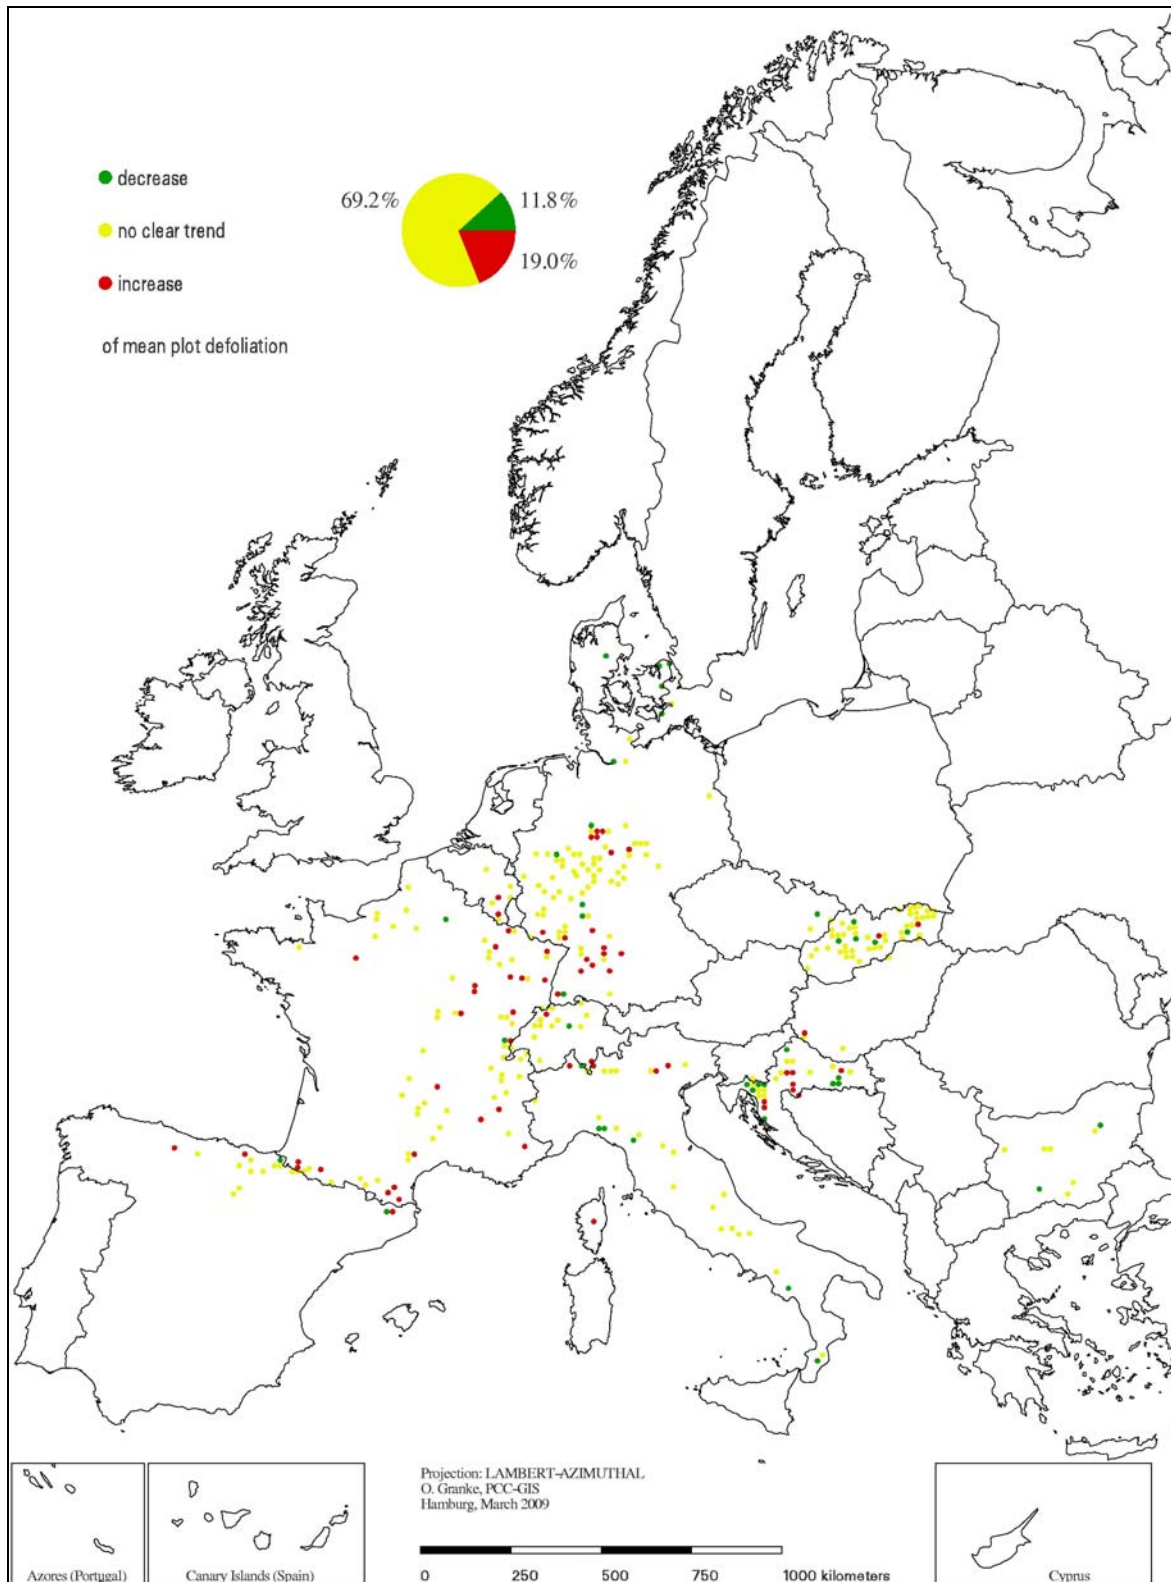 decrease
69.2%
11.8%
no clear trend
19.0%
increase
of mean plot defoliation
Projection: LAMBERT-AZIMUTHAL
O. Granke, PCC-GIS
Hamburg, March 2009
Azores (Portugal)
Canary Islands (Spain)
0 250 500 750 1000 kilometers
Cyprus